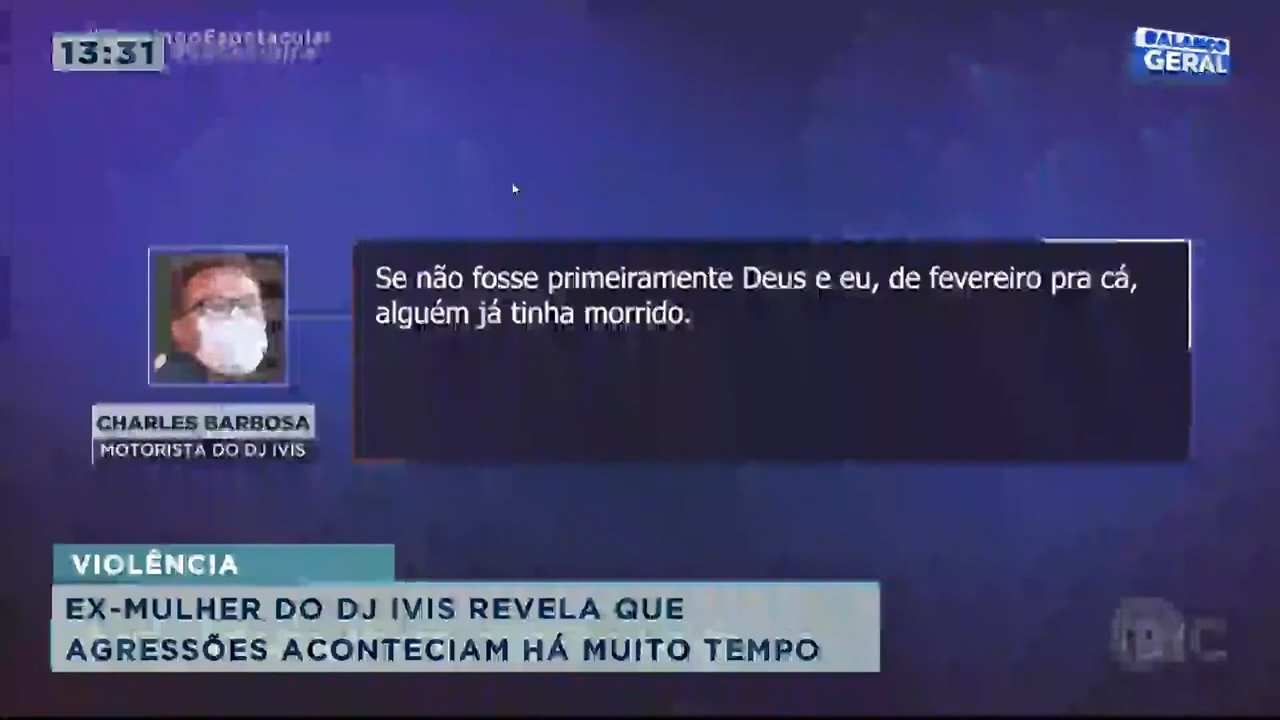 13:31
BALANÇO
GERAL
Se não fosse primeiramente Deus e eu, de fevereiro pra cá,
alguém já tinha morrido.
CHARLES BARBOSA
MOTORISTA DO DJ IVIS
VIOLÊNCIA
EX-MULHER DO DJ IVIS REVELA QUE
AGRESSÕES ACONTECIAM HÁ MUITO TEMPO